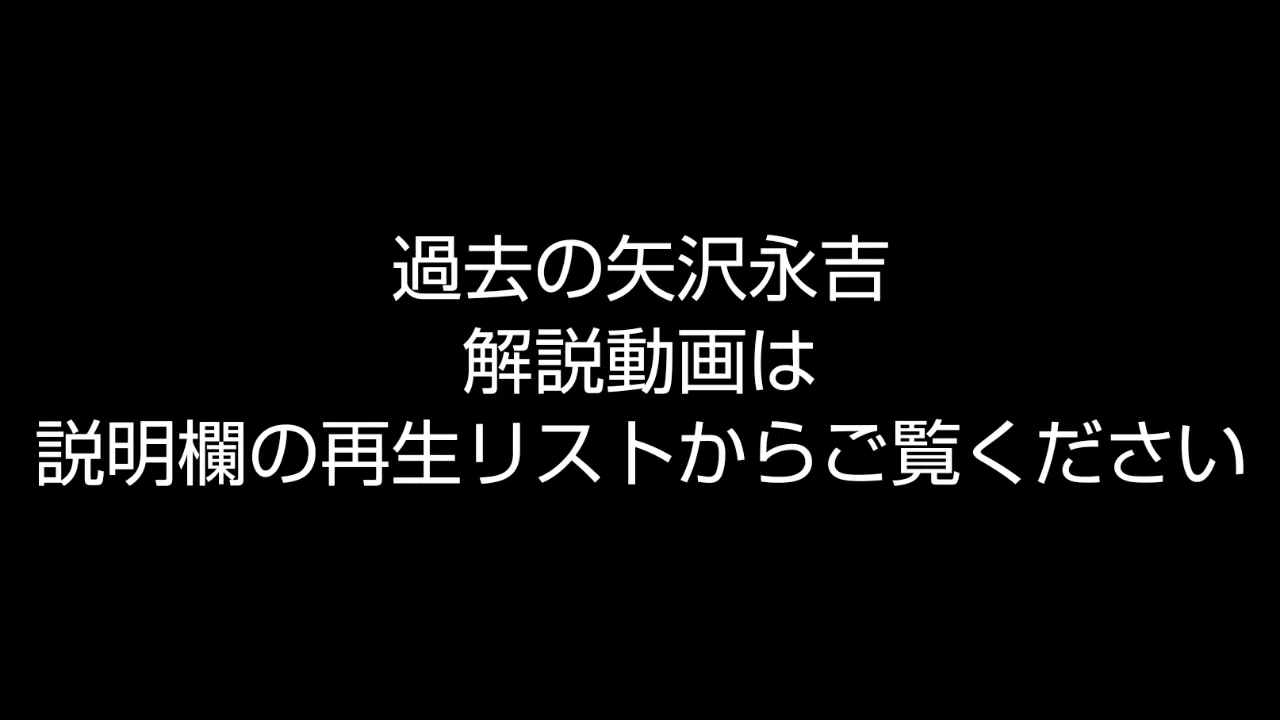 過去の矢沢永吉
解説動画は
説明欄の再生リストからご覧ください